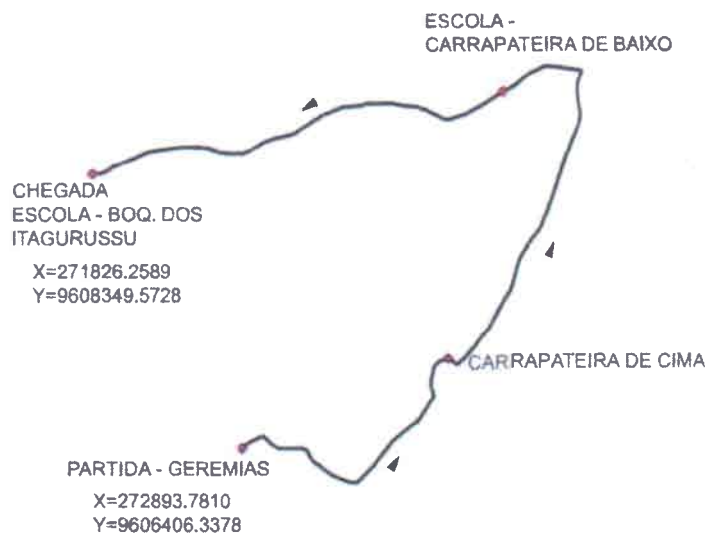 ESCOLA -
CARRAPATEIRA DE BAIXO
CHEGADA
ESCOLA - BOQ. DOS
ITAGURUSSU
X=271826.2589
Y=9608349.5728
CARRAPATEIRA DE CIMA
PARTIDA - GEREMIAS
X=272893.7810
Y=9606406.3378